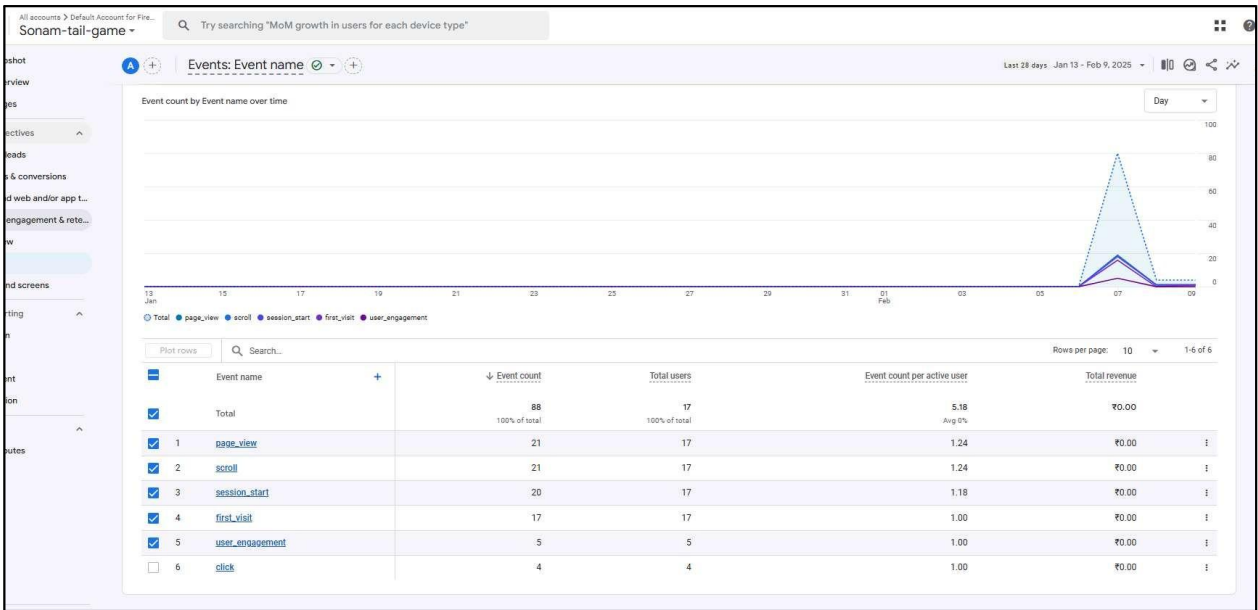 All accounts > Default Account for Fire...
Sonam-tail-game
Try searching "MoM growth in users for each device type"
pshot
erview
ges
ectives
leads
s & conversions
id web and/or app t...
engagement & rete...
ew
nd screens
rting
n
ent
ion
butes
A
Events: Event name
Last 28 days Jan 13 - Feb 9, 2025
Event count by Event name over time
Day
100
80
60
40
20
0
13 15 17 19 21 23 25 27 29 31 01 03 05 07 09
Jan Feb
Total page_view scroll session_start first_visit user_engagement
Plot rows Search... Rows per page: 10 1-6 of 6
Event name + ↓ Event count Total users Event count per active user Total revenue
Total 88 17 5.18 ₹0.00
100% of total 100% of total Avg 0%
1 page_view 21 17 1.24 ₹0.00
2 scroll 21 17 1.24 ₹0.00
3 session_start 20 17 1.18 ₹0.00
4 first_visit 17 17 1.00 ₹0.00
5 user_engagement 5 5 1.00 ₹0.00
6 click 4 4 1.00 ₹0.00